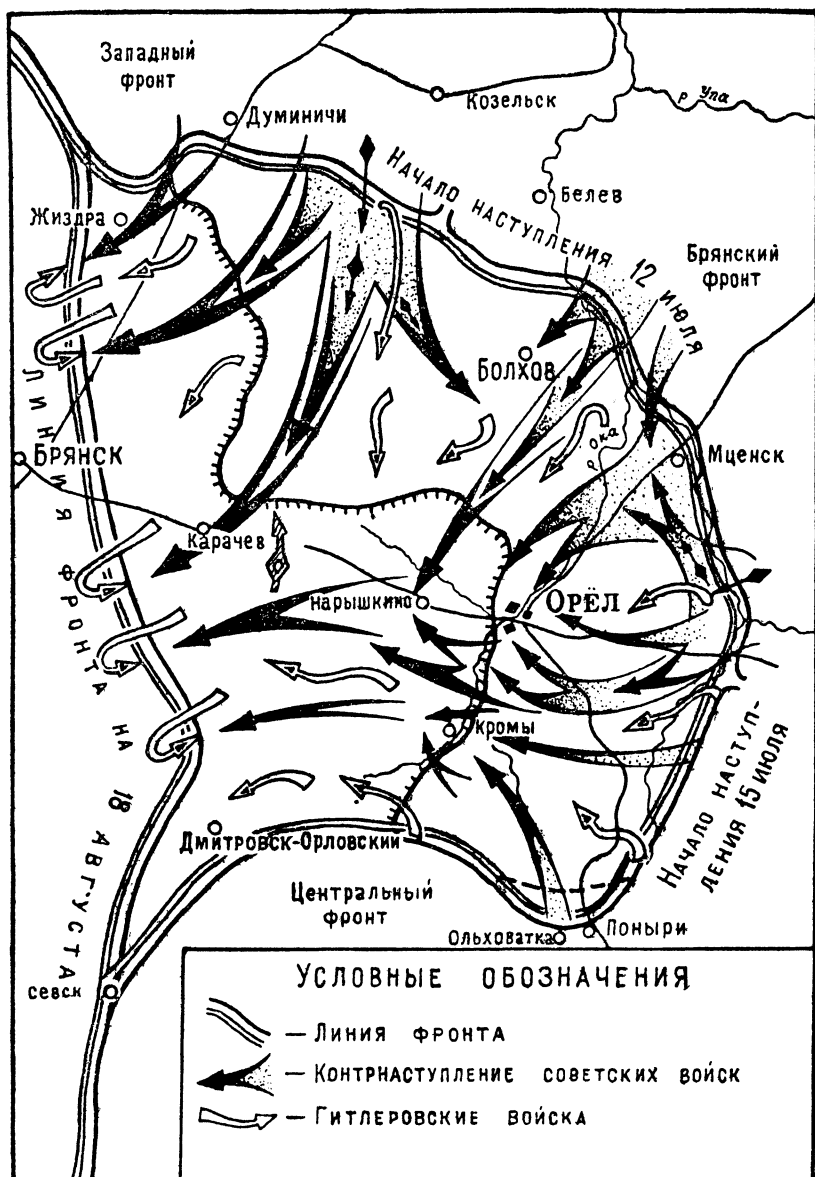 Западный
фронт
Думиничи
Козельск
р Упа
Жиздра
Белев
Начало наступления 12 июля
Брянский
фронт
Болхов
р Ока
Мценск
Брянск
Линия фронта на 18 августа
Карачев
Нарышкино
Орёл
Кромы
Начало наступ-
ления 15 июля
Дмитровск-Орловский
Центральный
фронт
Ольховатка
Поныри
Севск
Условные обозначения
— Линия фронта
— Контрнаступление советских войск
— Гитлеровские войска